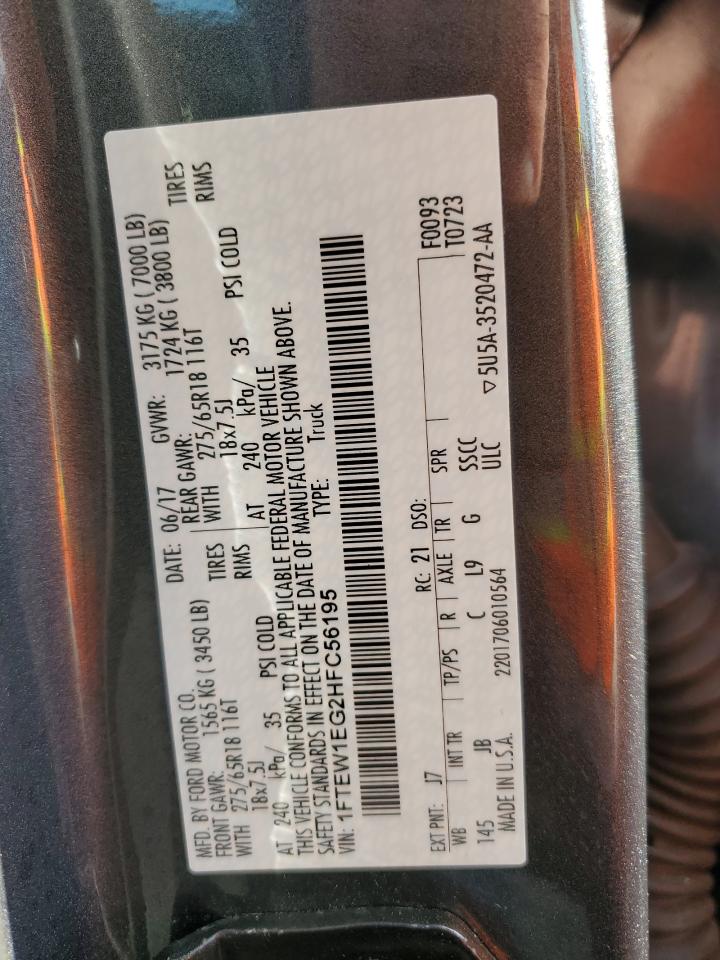 MFD. BY FORD MOTOR CO.
DATE: 06/17 GVWR: 3175 KG ( 7000 LB)
FRONT GAWR: 1565 KG ( 3450 LB)
REAR GAWR: 1724 KG ( 3800 LB)
WITH 275/65R18 116T TIRES
WITH 275/65R18 116T TIRES
18x7.5J RIMS
18x7.5J RIMS
AT 240 kPa/ 35 PSI COLD
AT 240 kPa/ 35 PSI COLD
THIS VEHICLE CONFORMS TO ALL APPLICABLE FEDERAL MOTOR VEHICLE
SAFETY STANDARDS IN EFFECT ON THE DATE OF MANUFACTURE SHOWN ABOVE.
VIN: 1FTEW1EG2HFC56195 TYPE: Truck
F0093
T0723
EXT PNT: J7 RC: 21 DSO:
WB INT TR TP/PS R AXLE TR SPR
145 JB C L9 G SSCC
ULC
MADE IN U.S.A. 2201706010564 ▽5U5A-3520472-AA